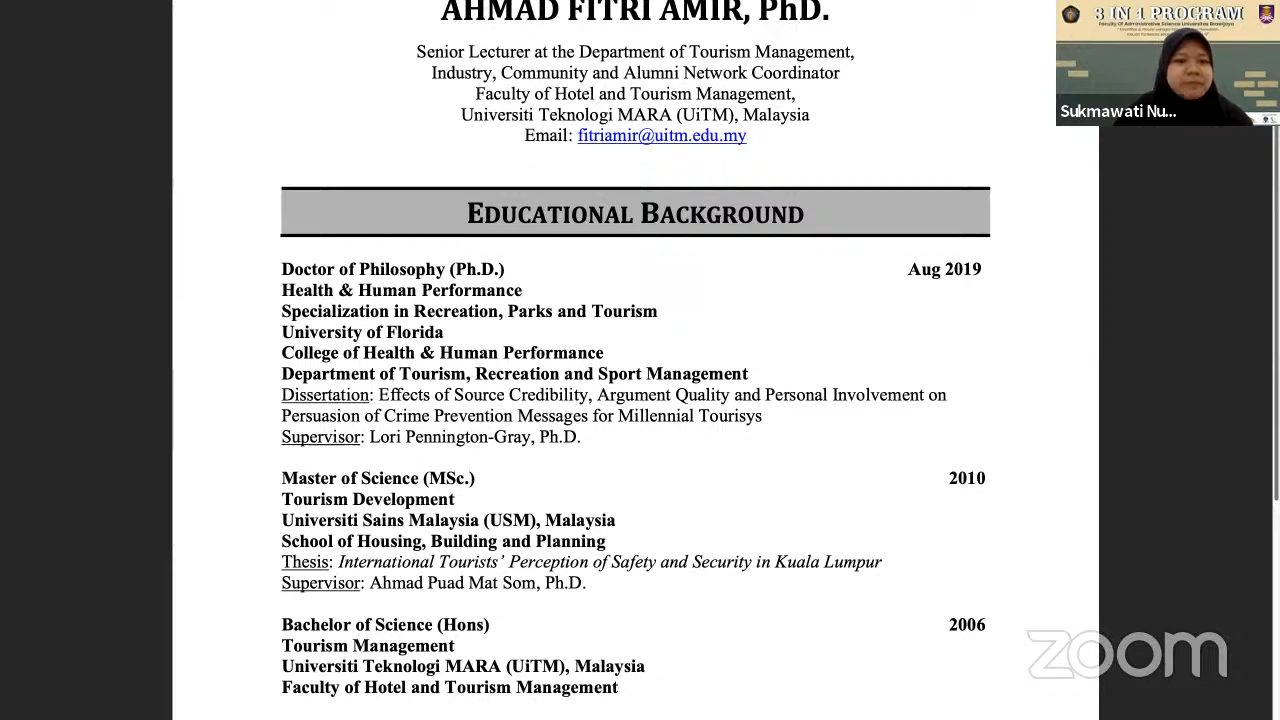 AHMAD FITRI AMIR, PhD.
Senior Lecturer at the Department of Tourism Management,
Industry, Community and Alumni Network Coordinator
Faculty of Hotel and Tourism Management,
Universiti Teknologi MARA (UiTM), Malaysia
Email: fitriamir@uitm.edu.my
3 IN 1 PROGRAM
Faculty Of Administrative Science Universitas Brawijaya
Sukmawati Nu...
EDUCATIONAL BACKGROUND
Doctor of Philosophy (Ph.D.) Aug 2019
Health & Human Performance
Specialization in Recreation, Parks and Tourism
University of Florida
College of Health & Human Performance
Department of Tourism, Recreation and Sport Management
Dissertation: Effects of Source Credibility, Argument Quality and Personal Involvement on
Persuasion of Crime Prevention Messages for Millennial Tourisys
Supervisor: Lori Pennington-Gray, Ph.D.
Master of Science (MSc.) 2010
Tourism Development
Universiti Sains Malaysia (USM), Malaysia
School of Housing, Building and Planning
Thesis: International Tourists’ Perception of Safety and Security in Kuala Lumpur
Supervisor: Ahmad Puad Mat Som, Ph.D.
Bachelor of Science (Hons) 2006
Tourism Management
Universiti Teknologi MARA (UiTM), Malaysia
Faculty of Hotel and Tourism Management
zoom